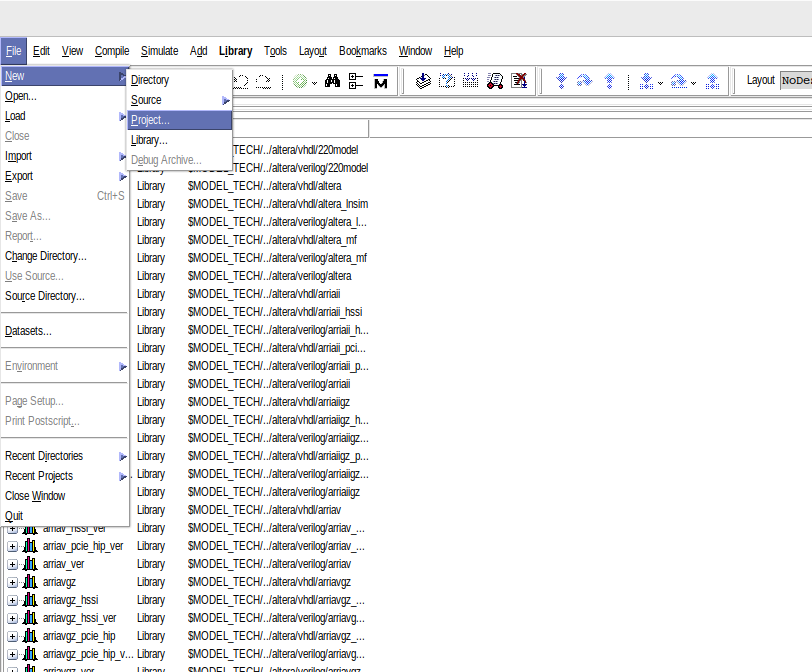 File Edit View Compile Simulate Add Library Tools Layout Bookmarks Window Help
New
Open...
Load
Close
Import
Export
Save Ctrl+S
Save As...
Report...
Change Directory...
Use Source...
Source Directory...
Datasets...
Environment
Page Setup...
Print Postscript...
Recent Directories
Recent Projects
Close Window
Quit
Directory
Source
Project...
Library...
Debug Archive...
Layout NoDes
_TECH/../altera/vhdl/220model
$MODEL_TECH/../altera/verilog/220model
Library $MODEL_TECH/../altera/vhdl/altera
Library $MODEL_TECH/../altera/vhdl/altera_lnsim
Library $MODEL_TECH/../altera/verilog/altera_l...
Library $MODEL_TECH/../altera/vhdl/altera_mf
Library $MODEL_TECH/../altera/verilog/altera_mf
Library $MODEL_TECH/../altera/verilog/altera
Library $MODEL_TECH/../altera/vhdl/arriaii
Library $MODEL_TECH/../altera/vhdl/arriaii_hssi
Library $MODEL_TECH/../altera/verilog/arriaii_h...
Library $MODEL_TECH/../altera/vhdl/arriaii_pci...
Library $MODEL_TECH/../altera/verilog/arriaii_p...
Library $MODEL_TECH/../altera/verilog/arriaii
Library $MODEL_TECH/../altera/vhdl/arriaiigz
Library $MODEL_TECH/../altera/vhdl/arriaiigz_h...
Library $MODEL_TECH/../altera/verilog/arriaiigz...
Library $MODEL_TECH/../altera/vhdl/arriaiigz_p...
Library $MODEL_TECH/../altera/verilog/arriaiigz...
Library $MODEL_TECH/../altera/verilog/arriaiigz
Library $MODEL_TECH/../altera/vhdl/arriav
arriav_hssi_ver Library $MODEL_TECH/../altera/verilog/arriav_...
arriav_pcie_hip_ver Library $MODEL_TECH/../altera/verilog/arriav_...
arriav_ver Library $MODEL_TECH/../altera/verilog/arriav
arriavgz Library $MODEL_TECH/../altera/vhdl/arriavgz
arriavgz_hssi Library $MODEL_TECH/../altera/vhdl/arriavgz_...
arriavgz_hssi_ver Library $MODEL_TECH/../altera/verilog/arriavg...
arriavgz_pcie_hip Library $MODEL_TECH/../altera/vhdl/arriavgz_...
arriavgz_pcie_hip_v... Library $MODEL_TECH/../altera/verilog/arriavg...
arriavgz_ver Library $MODEL_TECH/../altera/verilog/arriavgz